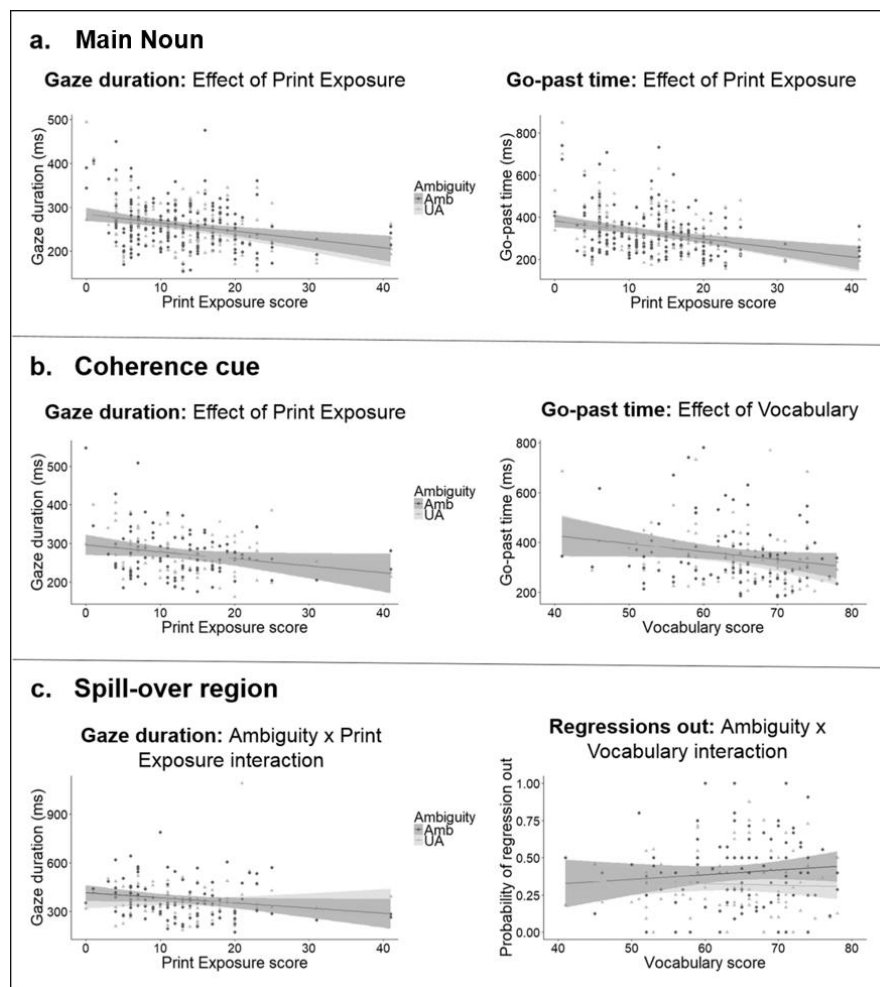 a. Main Noun
Gaze duration: Effect of Print Exposure
500
400
300
200
Gaze duration (ms)
0 10 20 30 40
Print Exposure score
Ambiguity
Amb
UA
Go-past time: Effect of Print Exposure
800
600
400
200
Go-past time (ms)
0 10 20 30 40
Print Exposure score
b. Coherence cue
Gaze duration: Effect of Print Exposure
500
400
300
200
Gaze duration (ms)
0 10 20 30 40
Print Exposure score
Ambiguity
Amb
UA
Go-past time: Effect of Vocabulary
800
600
400
200
Go-past time (ms)
40 50 60 70 80
Vocabulary score
c. Spill-over region
Gaze duration: Ambiguity x Print
Exposure interaction
900
600
300
Gaze duration (ms)
0 10 20 30 40
Print Exposure score
Ambiguity
Amb
UA
Regressions out: Ambiguity x
Vocabulary interaction
1.00
0.75
0.50
0.25
0.00
Probability of regression out
40 50 60 70 80
Vocabulary score